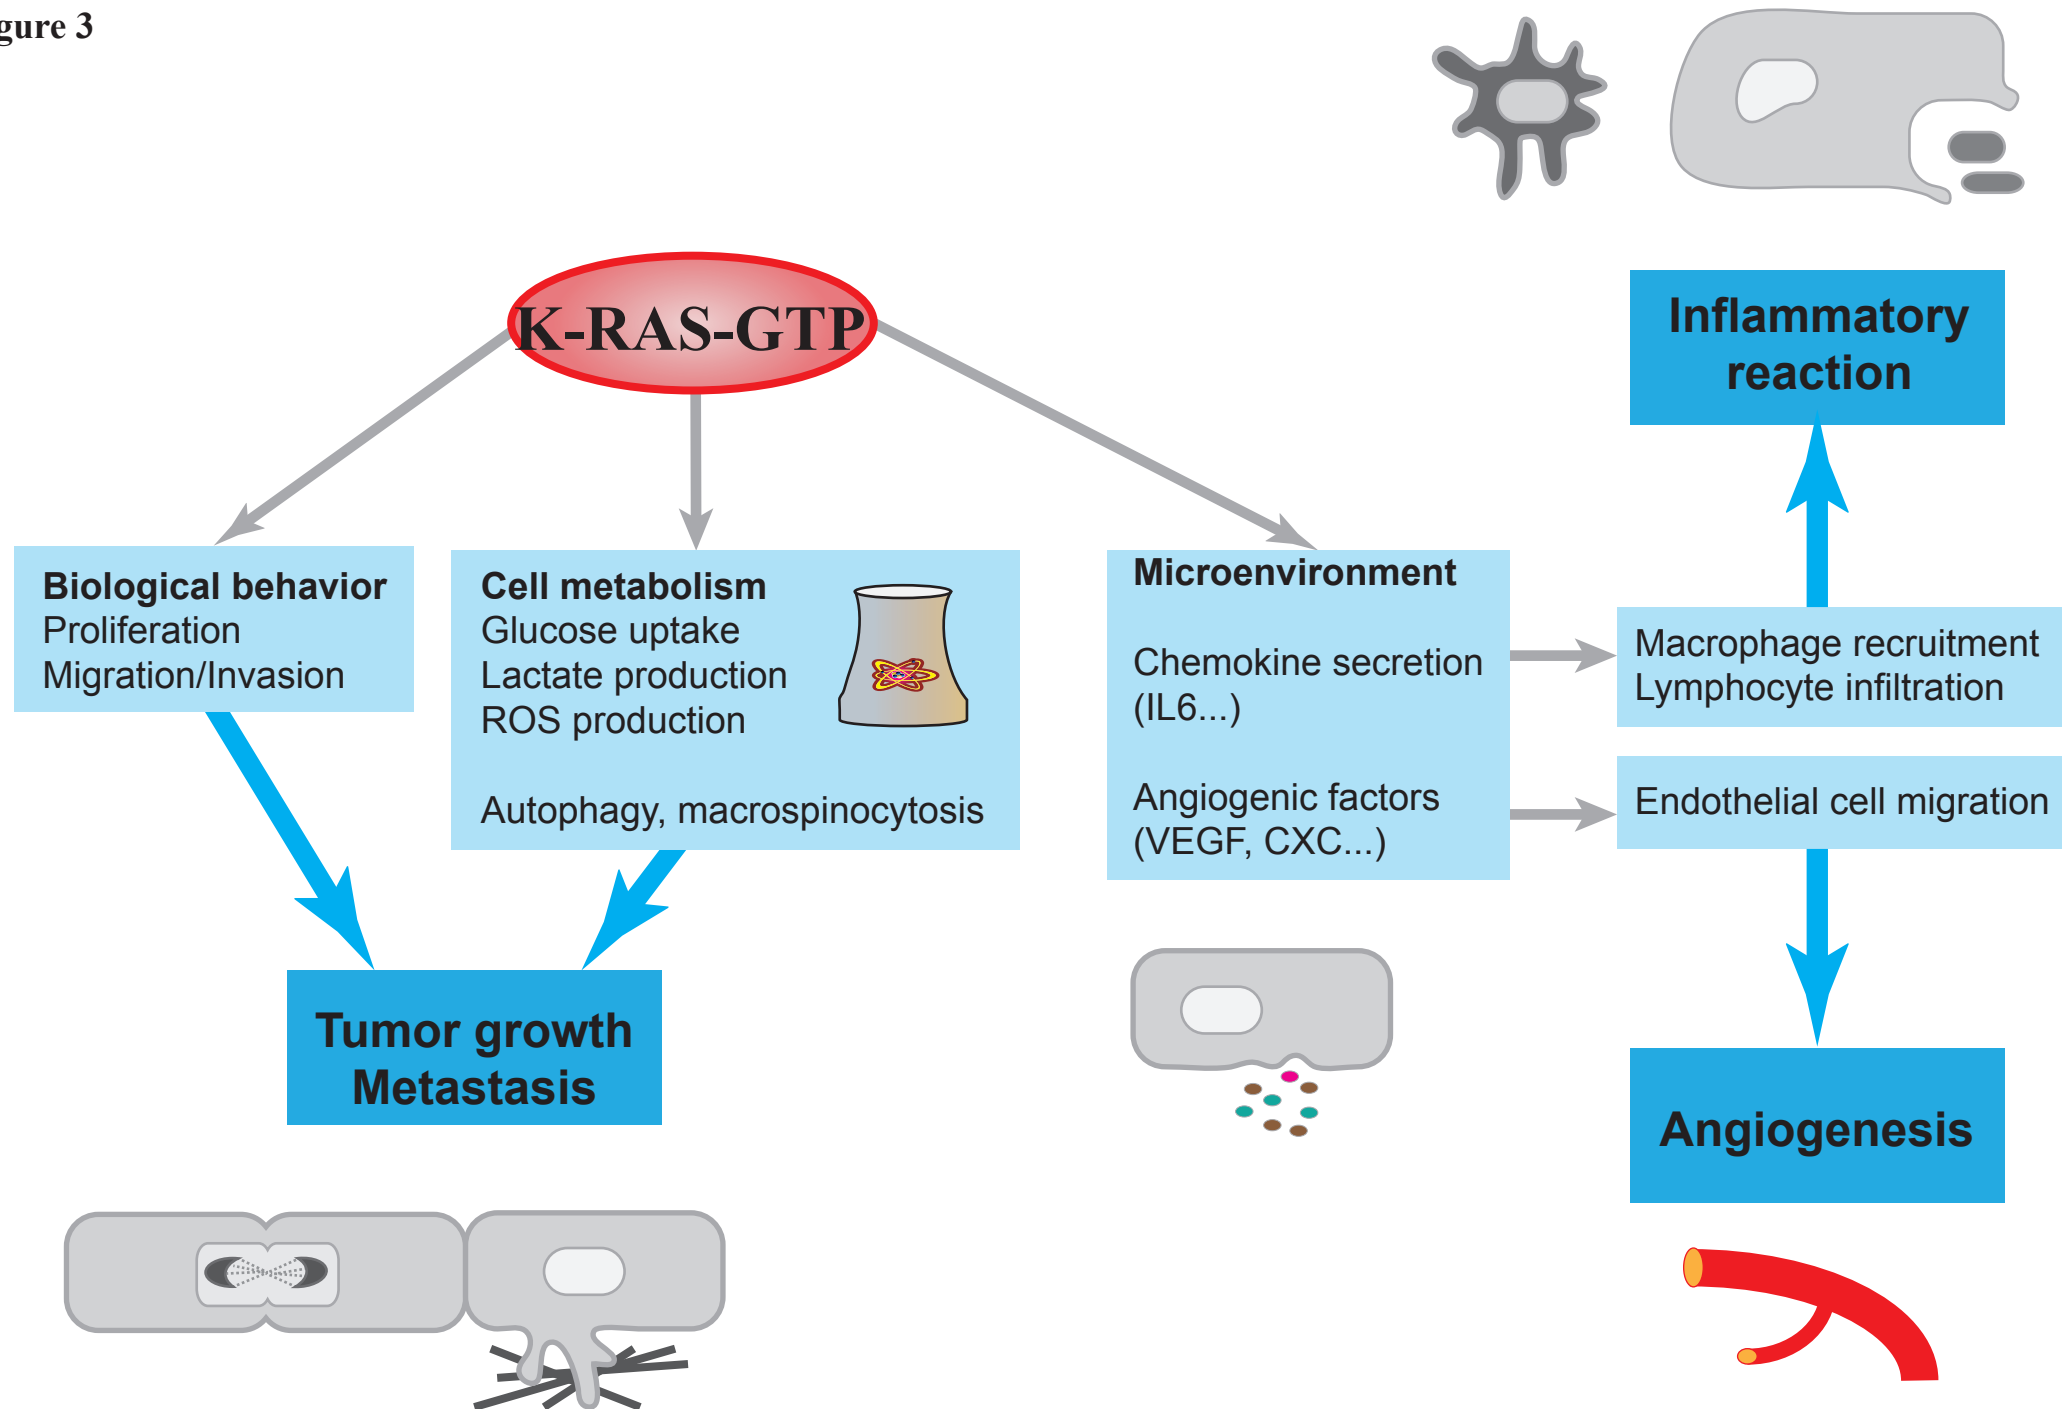 gure 3
K-RAS-GTP
Inflammatory
reaction
Biological behavior
Proliferation
Migration/Invasion
Cell metabolism
Glucose uptake
Lactate production
ROS production
Autophagy, macrospinocytosis
Microenvironment
Chemokine secretion
(IL6...)
Angiogenic factors
(VEGF, CXC...)
Macrophage recruitment
Lymphocyte infiltration
Endothelial cell migration
Tumor growth
Metastasis
Angiogenesis